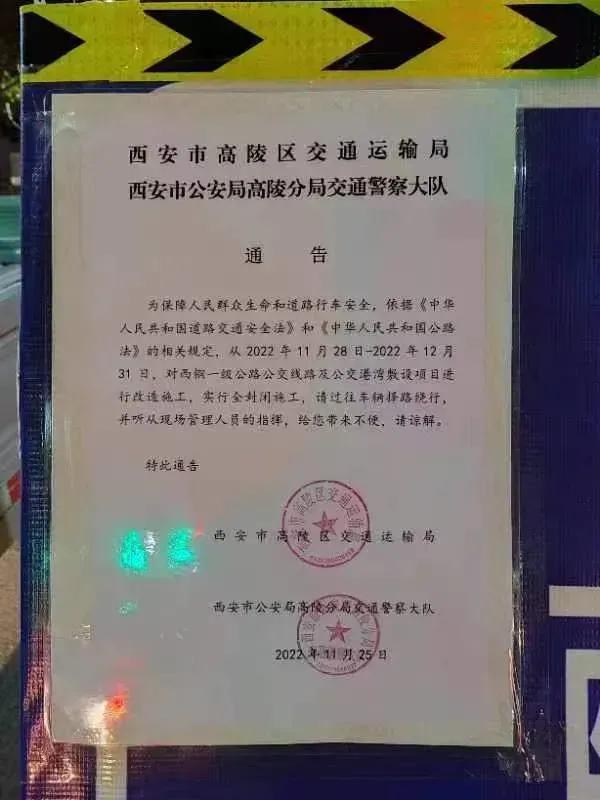 西安市高陵区交通运输局
西安市公安局高陵分局交通警察大队
通 告
为保障人民群众生命和道路行车安全，依据《中华
人民共和国道路交通安全法》和《中华人民共和国公路
法》的相关规定，从 2022 年 11 月 28 日-2022 年 12 月
31 日，对西铜一级公路公交线路及公交港湾敷设项目进
行改造施工，实行全封闭施工，请过往车辆择路绕行，
并听从现场管理人员的指挥，给您带来不便，请谅解。
特此通告
西安市高陵区交通运输局
西安市公安局高陵分局交通警察大队
2022 年 11 月 25 日